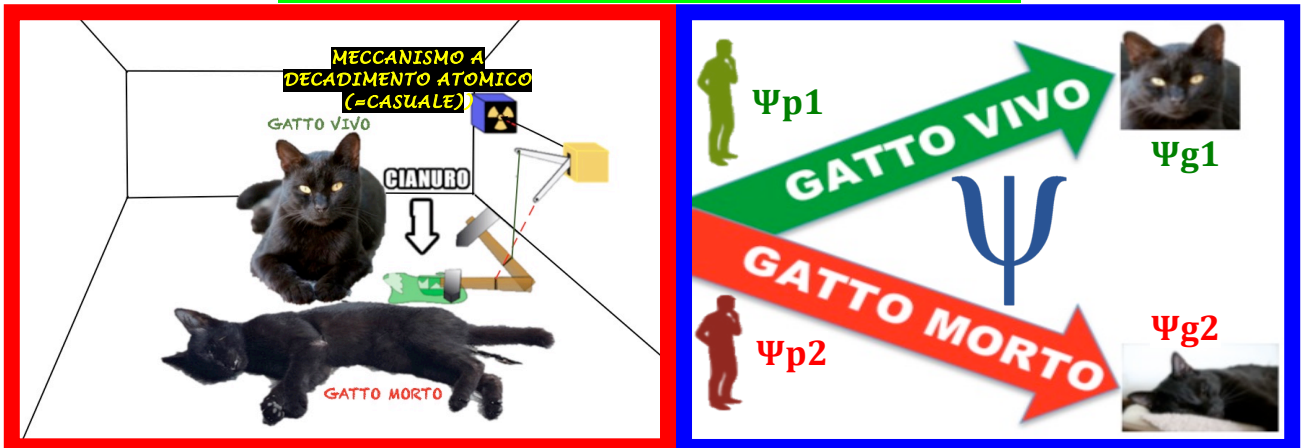 MECCANISMO A
DECADIMENTO ATOMICO
(=CASUALE))
GATTO VIVO
CIANURO
GATTO MORTO
Ψp1
GATTO VIVO
Ψg1
ψ
GATTO MORTO
Ψp2
Ψg2